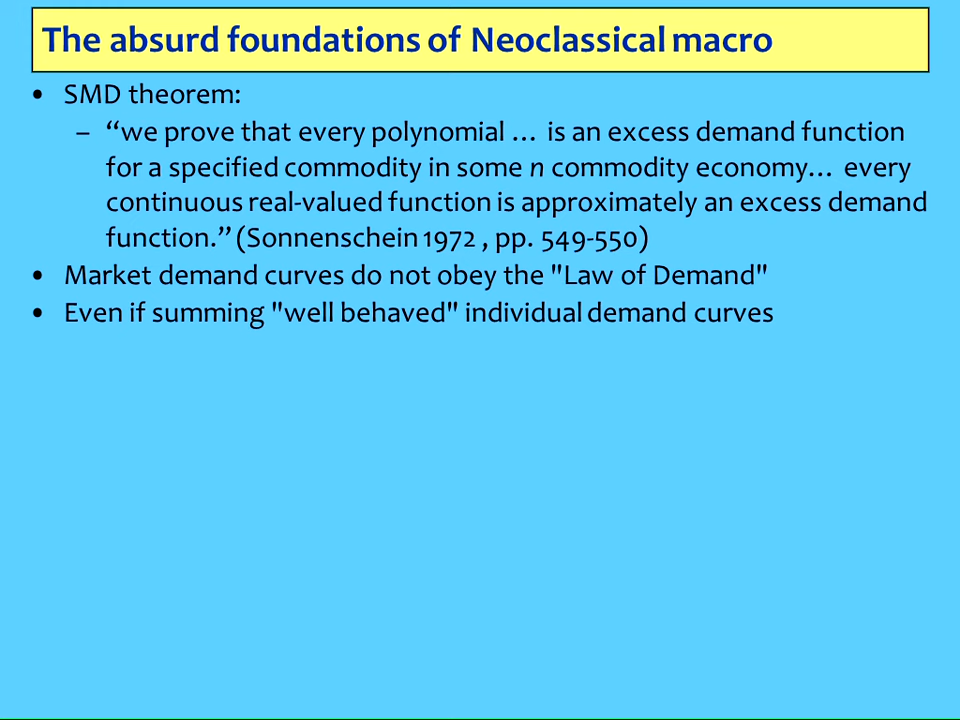 The absurd foundations of Neoclassical macro
• SMD theorem:
– “we prove that every polynomial … is an excess demand function
for a specified commodity in some n commodity economy… every
continuous real-valued function is approximately an excess demand
function.” (Sonnenschein 1972 , pp. 549-550)
• Market demand curves do not obey the "Law of Demand"
• Even if summing "well behaved" individual demand curves